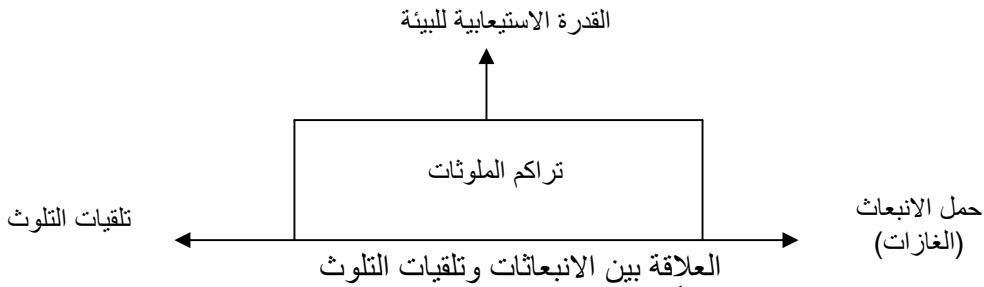 القدرة الاستيعابية للبيئة
تراكم الملوثات
حمل الانبعاث
(الغازات)
تلقيات التلوث
العلاقة بين الانبعاثات وتلقيات التلوث